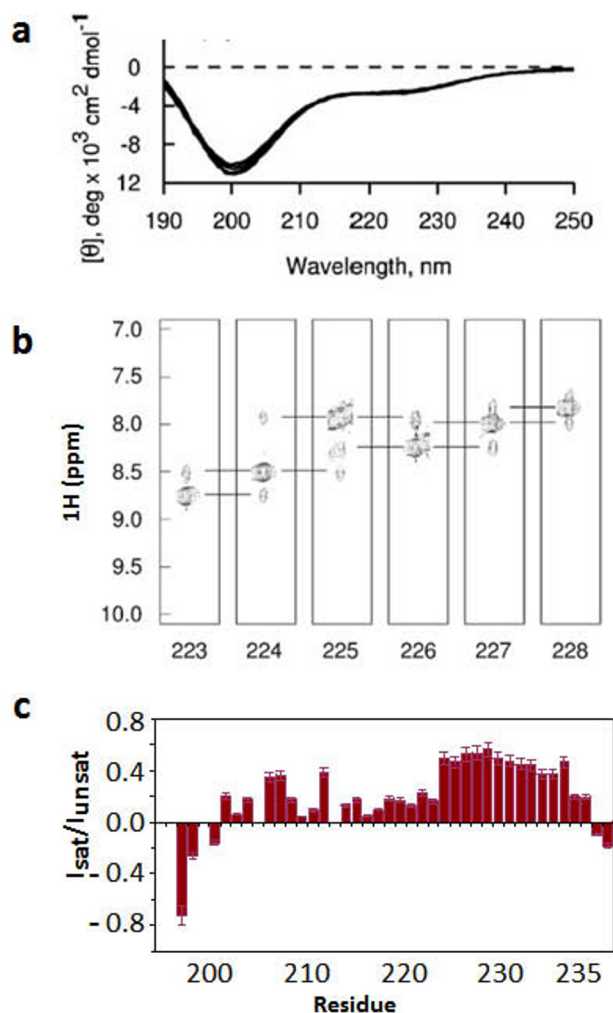 a
0
-4
-8
12
[θ], deg x 10³ cm² dmol⁻¹
190 200 210 220 230 240 250
Wavelength, nm
b
7.0
7.5
8.0
8.5
9.0
9.5
10.0
1H (ppm)
223 224 225 226 227 228
c
0.8
0.4
0.0
- 0.4
- 0.8
Isat/Iunsat
200 210 220 230 235
Residue